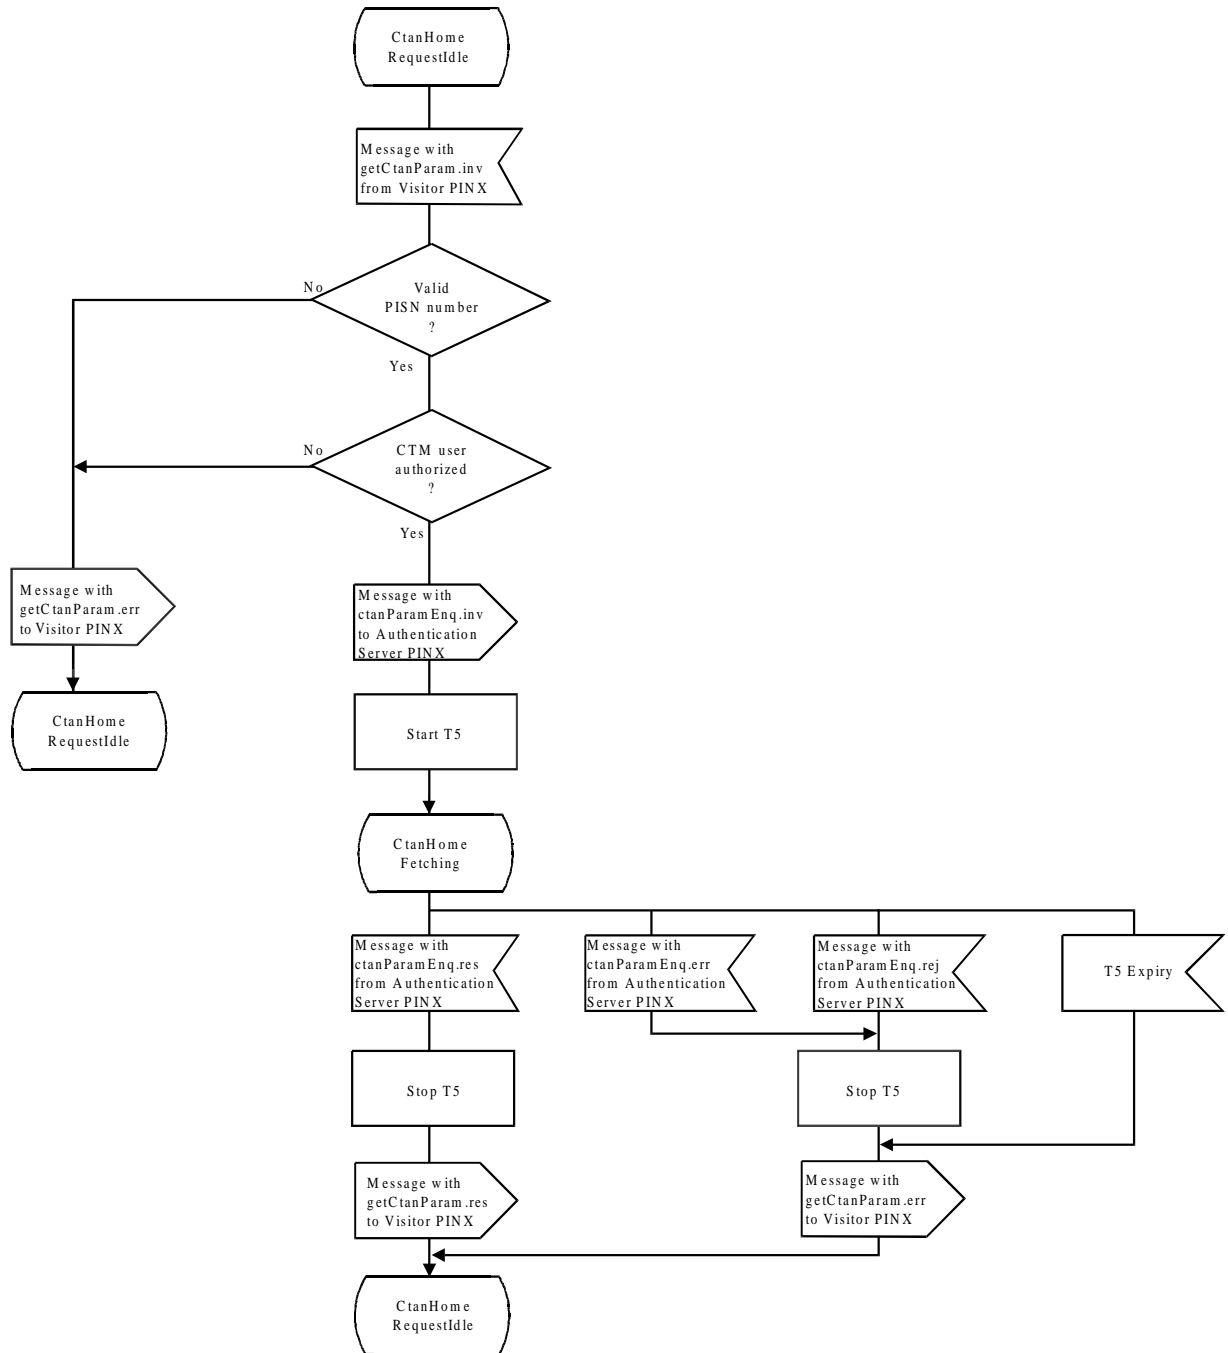 CtanHome
RequestIdle
Message with
getCtanParam.inv
from Visitor PINX
No
Valid
PISN number
?
Yes
No
CTM user
authorized
?
Yes
Message with
getCtanParam.err
to Visitor PINX
Message with
ctanParamEnq.inv
to Authentication
Server PINX
CtanHome
RequestIdle
Start T5
CtanHome
Fetching
Message with
ctanParamEnq.res
from Authentication
Server PINX
Message with
ctanParamEnq.err
from Authentication
Server PINX
Message with
ctanParamEnq.rej
from Authentication
Server PINX
T5 Expiry
Stop T5
Stop T5
Message with
getCtanParam.res
to Visitor PINX
Message with
getCtanParam.err
to Visitor PINX
CtanHome
RequestIdle